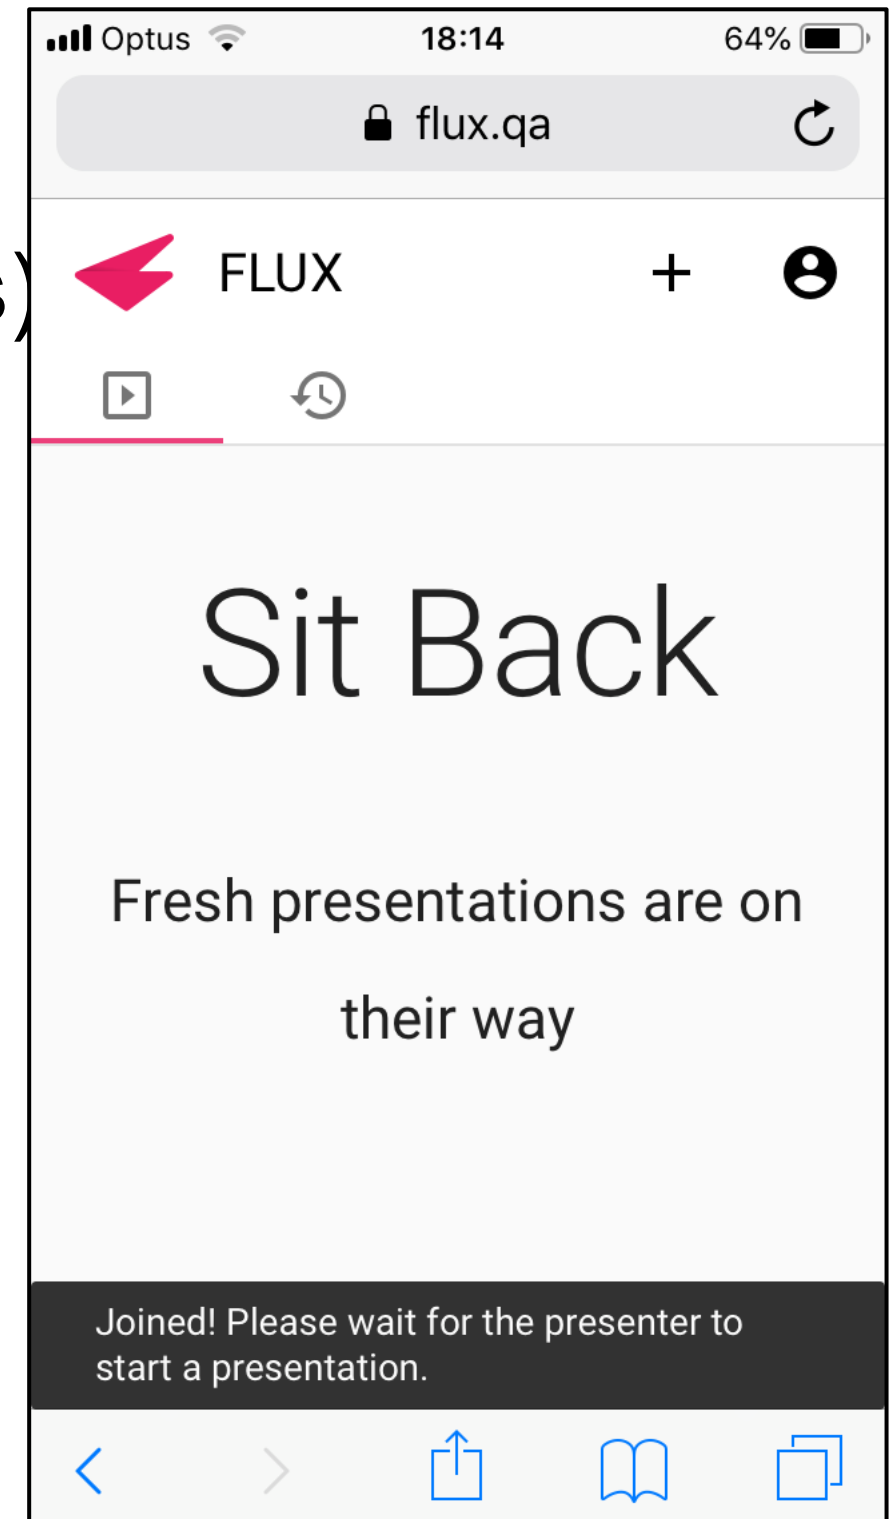 Optus 18:14 64%
flux.qa
s)
FLUX
Sit Back
Fresh presentations are on
their way
Joined! Please wait for the presenter to
start a presentation.